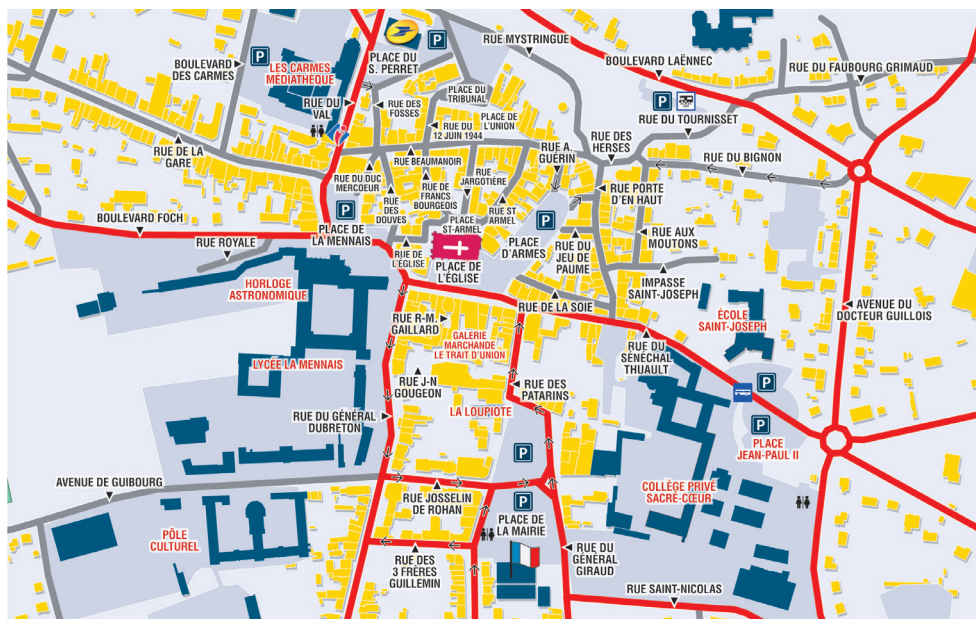 RUE MYSTRINGUE
BOULEVARD
DES CARMES
P
LES CARMES
MÉDIATHÈQUE
PLACE DU
S. PERRET
P
BOULEVARD LAËNNEC
RUE DU FAUBOURG GRIMAUD
PLACE DU
TRIBUNAL
RUE DU
VAL
RUE DES
FOSSES
PLACE DE
L'UNION
P
RUE DU TOURNISSET
RUE DU
12 JUIN 1944
RUE DE LA
GARE
RUE BEAUMANOIR
RUE A.
GUÉRIN
RUE DES
HERSES
RUE DU BIGNON
RUE DU DUC
MERCOEUR
RUE DE
FRANCS
BOURGEOIS
RUE
JARGOTIÈRE
RUE PORTE
D'EN HAUT
BOULEVARD FOCH
P
RUE
DES
DOUVES
RUE ST
ARMEL
P
PLACE
ST-ARMEL
PLACE DE
LA MENNAIS
RUE AUX
MOUTONS
RUE ROYALE
RUE DE
L'ÉGLISE
PLACE DE
L'ÉGLISE
PLACE
D'ARMES
RUE DU
JEU DE
PAUME
IMPASSE
SAINT-JOSEPH
HORLOGE
ASTRONOMIQUE
RUE DE LA SOIE
AVENUE DU
DOCTEUR GUILLOIS
RUE R-M.
GAILLARD
GALERIE
MARCHANDE
LE TRAIT D'UNION
ÉCOLE
SAINT-JOSEPH
RUE DU
SÉNÉCHAL
THUAULT
LYCÉE LA MENNAIS
RUE J-N
GOUGEON
RUE DES
PATARINS
P
LA LOUPIOTE
RUE DU GÉNÉRAL
DUBRETON
P
P
PLACE
JEAN-PAUL II
AVENUE DE GUIBOURG
COLLÈGE PRIVÉ
SACRE-CŒUR
RUE JOSSELIN
DE ROHAN
P
PLACE DE
LA MAIRIE
PÔLE
CULTUREL
RUE DES
3 FRÈRES
GUILLEMIN
RUE DU
GÉNÉRAL
GIRAUD
RUE SAINT-NICOLAS